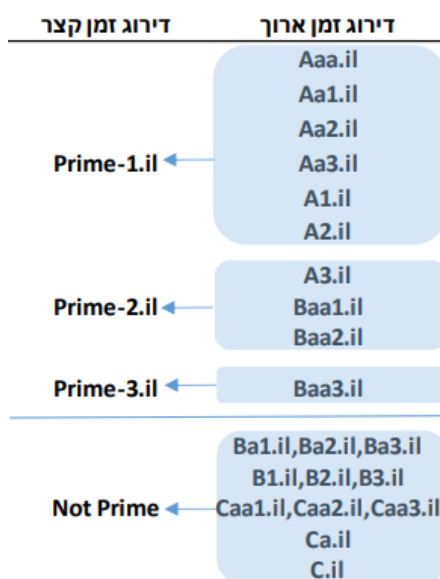 דירוג זמן ארוך דירוג זמן קצר
Aaa.il
Aa1.il
Aa2.il
Aa3.il
Prime-1.il
A1.il
A2.il
A3.il
Baa1.il
Prime-2.il
Baa2.il
Baa3.il
Prime-3.il
Ba1.il,Ba2.il,Ba3.il
B1.il,B2.il,B3.il
Caa1.il,Caa2.il,Caa3.il
Not Prime
Ca.il
C.il